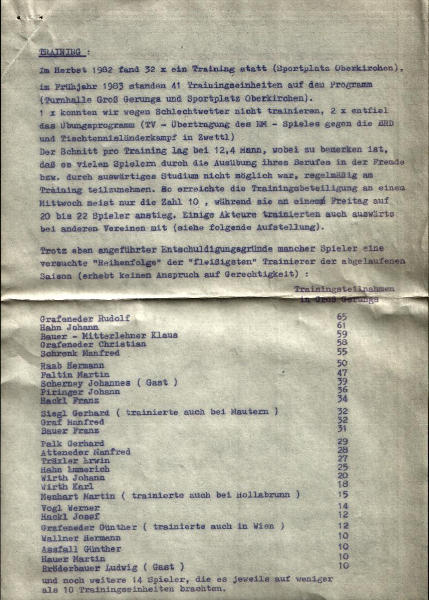 TRAINING :
Im Herbst 1982 fand 32 x ein Training statt (Sportplatz Oberkirchen),
im Frühjahr 1983 standen 41 Trainingseinheiten auf den Programm
(Turnhalle Groß Gerungs und Sportplatz Oberkirchen).
1 x konnten wir wegen Schlechtwetter nicht trainieren, 2 x entfiel
das Übungsprogramm (TV - Übertragung des EM - Spieles gegen die BRD
und Tischtennisländerkampf in Zwettl)
Der Schnitt pro Training lag bei 12,4 Mann, wobei zu bemerken ist,
daß es vielen Spielern durch die Ausübung ihres Berufes in der Fremde
bzw. durch auswärtiges Studium nicht möglich war, regelmäßig am
Training teilzunehmen. So erreichte die Trainingsbeteiligung an einem
Mittwoch meist nur die Zahl 10 , während sie an einem Freitag auf
20 bis 22 Spieler anstieg. Einige Akteure trainierten auch auswärts
bei anderen Vereinen mit (siehe folgende Aufstellung).
Trotz eben angeführter Entschuldigungsgründe mancher Spieler eine
versuchte "Reihenfolge" der "fleißigsten" Trainierer der abgelaufenen
Saison (erhebt keinen Anspruch auf Gerechtigkeit) :
Trainingsteilnahmen
in Groß Gerungs
Grafeneder Rudolf 65
Hahn Johann 61
Bauer - Mitterlehner Klaus 59
Grafeneder Christian 58
Schrenk Manfred 55
Raab Hermann 50
Faltin Martin 47
Scherney Johannes ( Gast ) 39
Piringer Johann 36
Hackl Franz 34
Siegl Gerhard ( trainierte auch bei Mautern ) 32
Graf Manfred 32
Bauer Franz 31
Falk Gerhard 29
Atteneder Manfred 28
Träxler Erwin 27
Hahn Emmerich 25
Wirth Johann 20
Wirth Karl 18
Menhart Martin ( trainierte auch bei Hollabrunn ) 15
Vogl Werner 14
Hackl Josef 12
Grafeneder Günther ( trainierte auch in Wien ) 12
Wallner Hermann 10
Assfall Günther 10
Hauer Martin 10
Brüderbauer Ludwig ( Gast ) 10
und noch weitere 14 Spieler, die es jeweils auf weniger
als 10 Trainingseinheiten brachten.